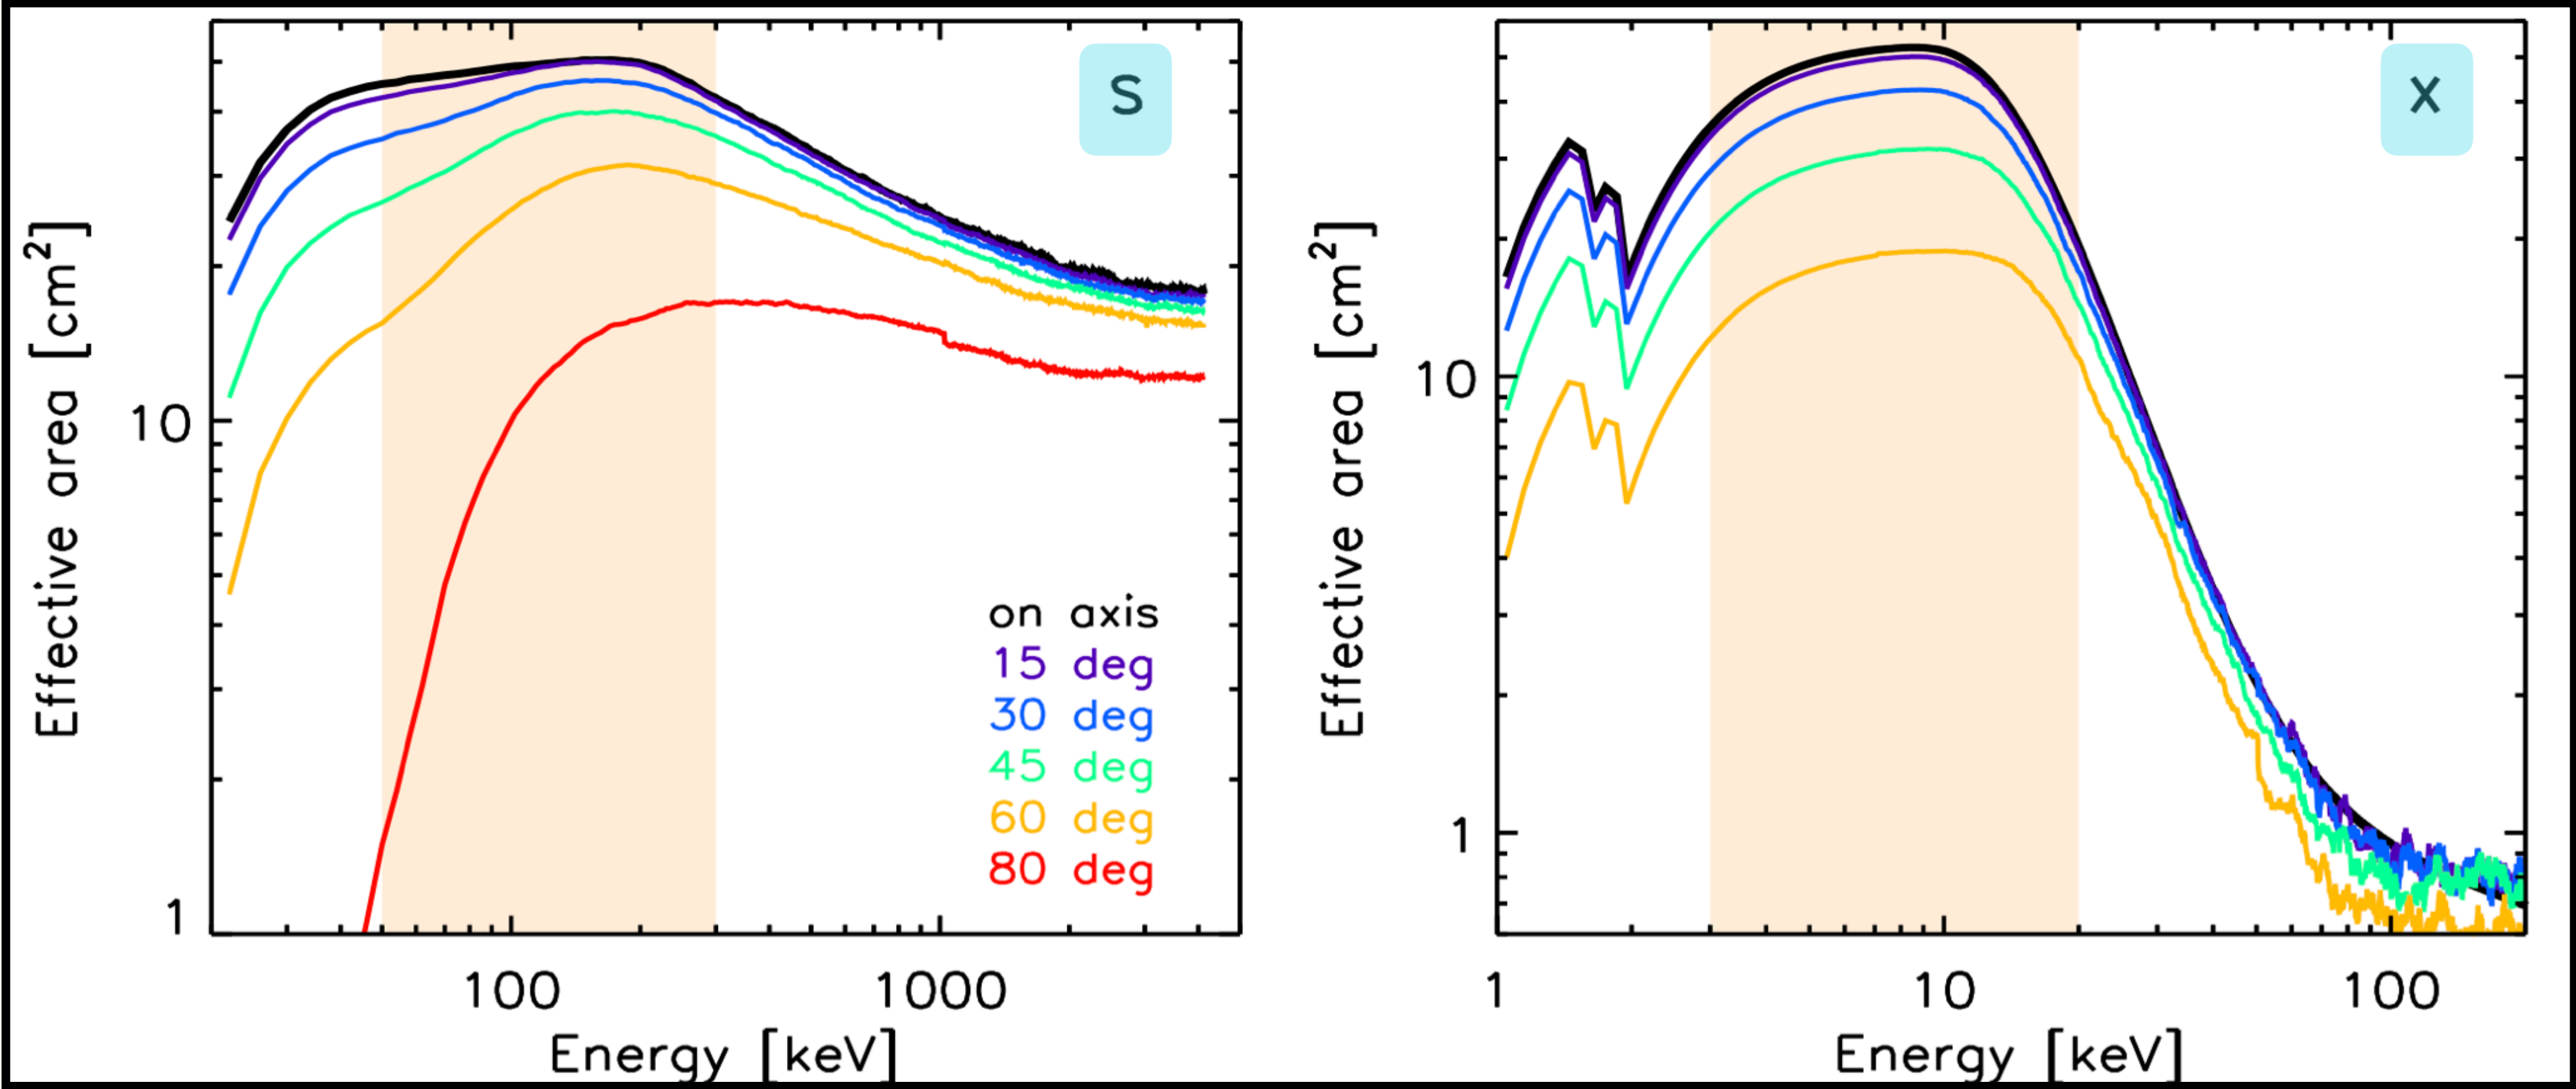 S
Effective area [cm²]
10
1
on axis
15 deg
30 deg
45 deg
60 deg
80 deg
100
1000
Energy [keV]
X
Effective area [cm²]
10
1
1
10
100
Energy [keV]